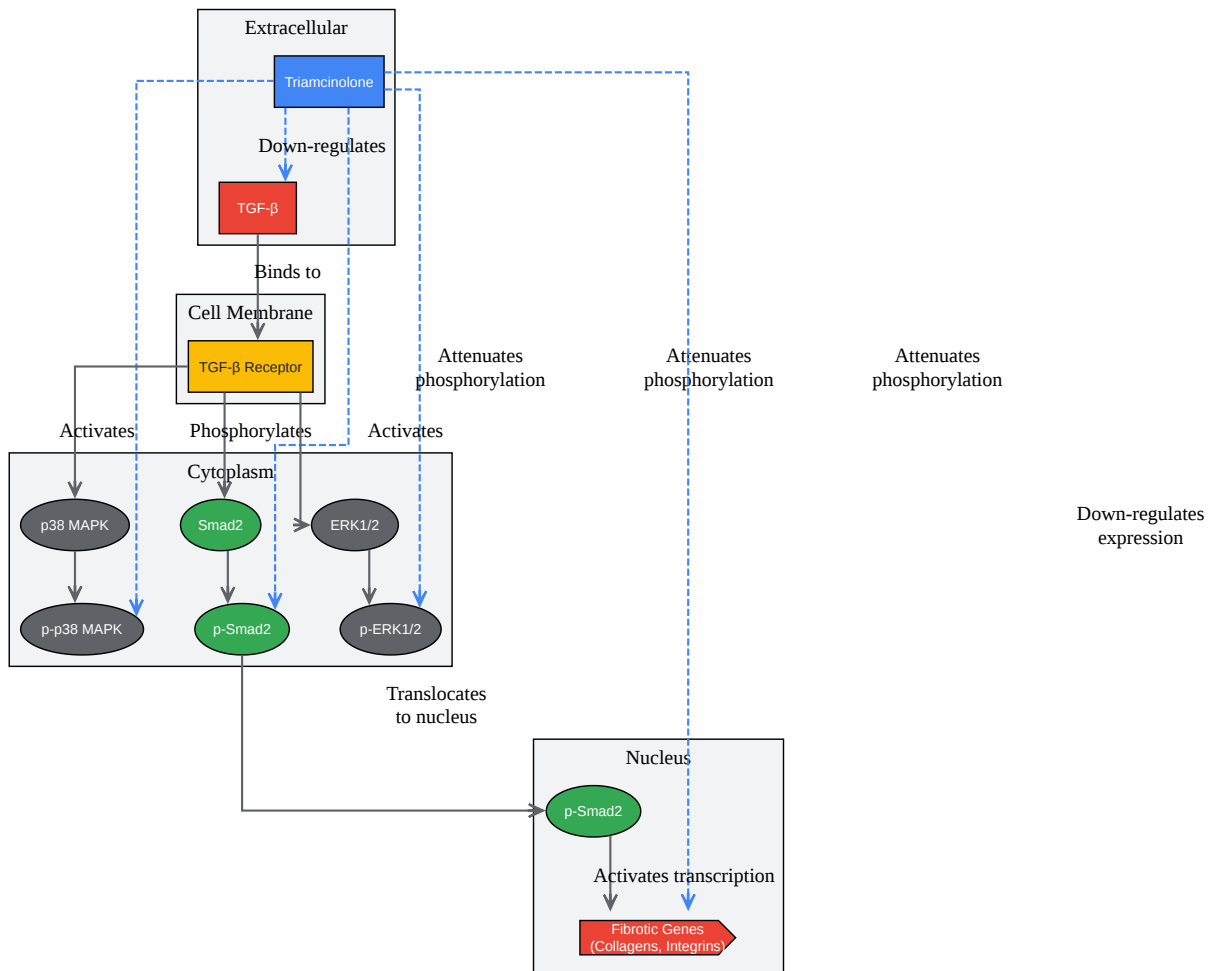 Extracellular
Triamcinolone
Down-regulates
TGF-β
Binds to
Cell Membrane
TGF-β Receptor
Attenuates
phosphorylation
Attenuates
phosphorylation
Attenuates
phosphorylation
Activates
Phosphorylates
Activates
Cytoplasm
p38 MAPK
Smad2
ERK1/2
Down-regulates
expression
p-p38 MAPK
p-Smad2
p-ERK1/2
Translocates
to nucleus
Nucleus
p-Smad2
Activates transcription
Fibrotic Genes
(Collagens, Integrins)